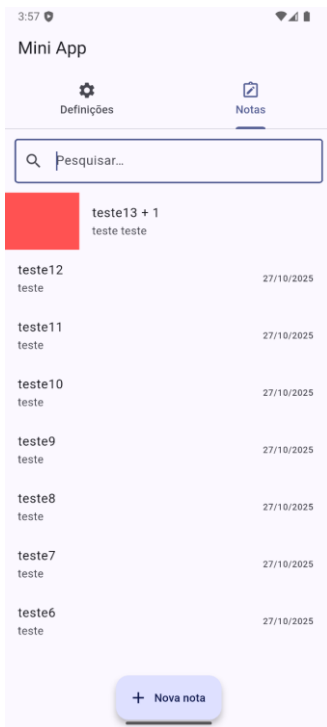 3:57
Mini App
Definições
Notas
Pesquisar...
teste13 + 1
teste teste
teste12
teste
27/10/2025
teste11
teste
27/10/2025
teste10
teste
27/10/2025
teste9
teste
27/10/2025
teste8
teste
27/10/2025
teste7
teste
27/10/2025
teste6
teste
27/10/2025
+ Nova nota